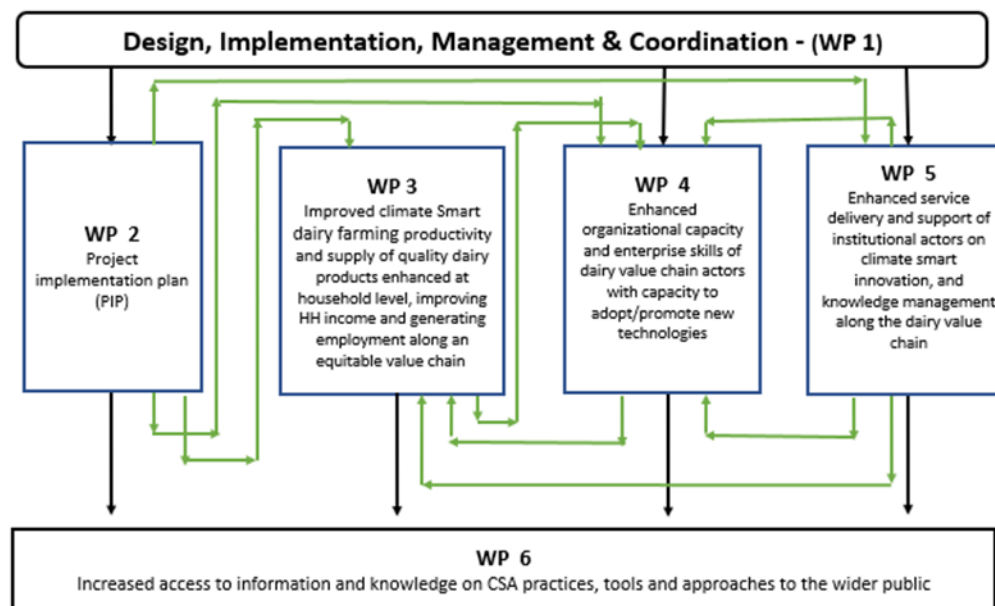 Design, Implementation, Management & Coordination - (WP 1)
WP 2
Project
implementation plan
(PIP)
WP 3
Improved climate Smart
dairy farming productivity
and supply of quality dairy
products enhanced at
household level, improving
HH income and generating
employment along an
equitable value chain
WP 4
Enhanced
organizational capacity
and enterprise skills of
dairy value chain actors
with capacity to
adopt/promote new
technologies
WP 5
Enhanced service
delivery and support of
institutional actors on
climate smart
innovation, and
knowledge management
along the dairy value
chain
WP 6
Increased access to information and knowledge on CSA practices, tools and approaches to the wider public